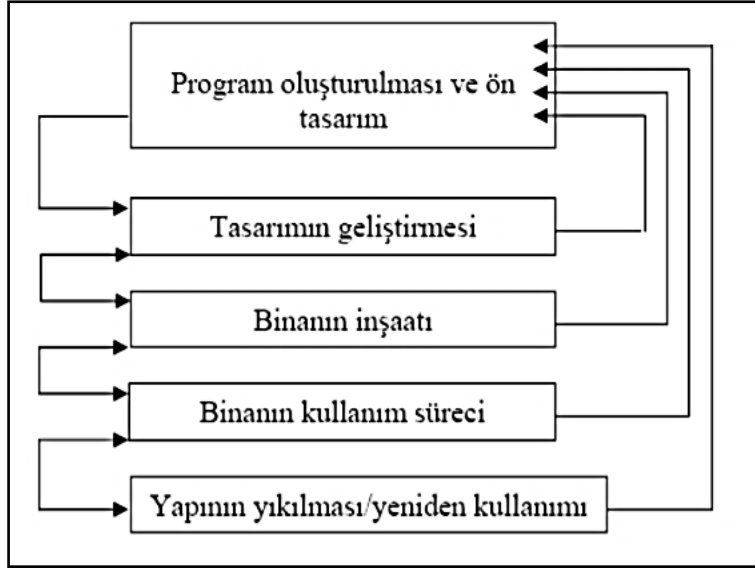 Program oluşturulması ve ön
tasarım
Tasarımın geliştirmesi
Binanın inşaatı
Binanın kullanım süreci
Yapının yıkılması/yeniden kullanımı